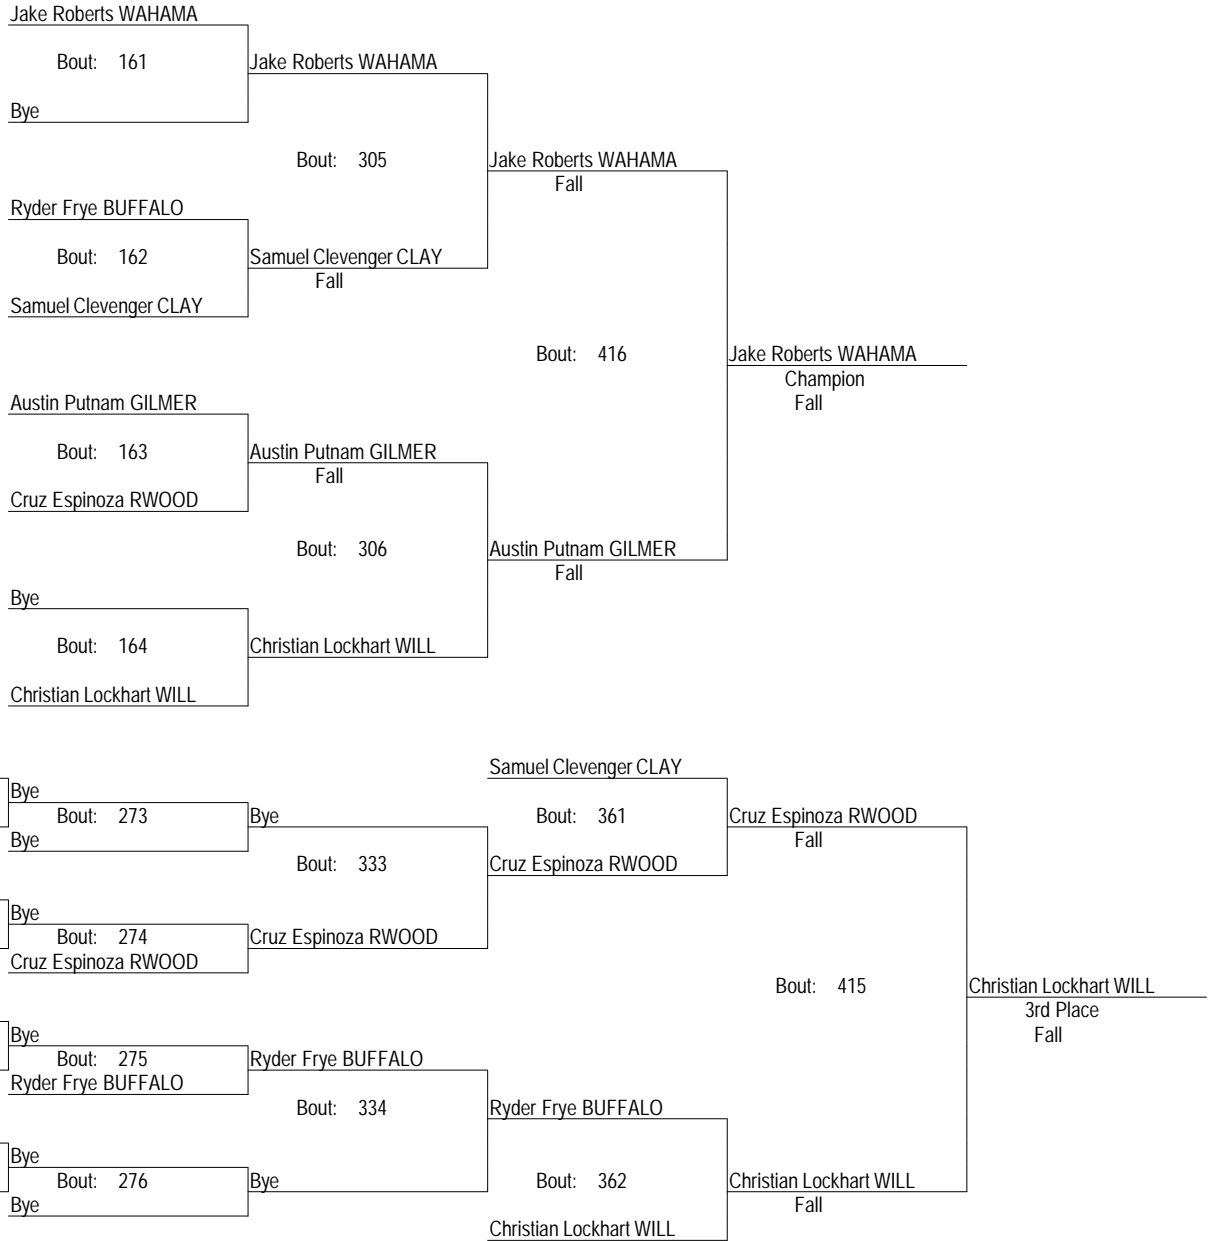 Jake Roberts WAHAMA
Bout: 161
Jake Roberts WAHAMA
Bye
Bout: 305
Jake Roberts WAHAMA
Fall
Ryder Frye BUFFALO
Bout: 162
Samuel Clevenger CLAY
Fall
Samuel Clevenger CLAY
Bout: 416
Jake Roberts WAHAMA
Champion
Fall
Austin Putnam GILMER
Bout: 163
Austin Putnam GILMER
Fall
Cruz Espinoza RWOOD
Bout: 306
Austin Putnam GILMER
Fall
Bye
Bout: 164
Christian Lockhart WILL
Christian Lockhart WILL
Samuel Clevenger CLAY
Bye
Bout: 273
Bye
Bout: 361
Cruz Espinoza RWOOD
Fall
Bye
Bout: 333
Cruz Espinoza RWOOD
Bye
Bout: 274
Cruz Espinoza RWOOD
Cruz Espinoza RWOOD
Bout: 415
Christian Lockhart WILL
3rd Place
Fall
Bye
Bout: 275
Ryder Frye BUFFALO
Ryder Frye BUFFALO
Bout: 334
Ryder Frye BUFFALO
Bye
Bout: 276
Bye
Bout: 362
Christian Lockhart WILL
Fall
Bye
Christian Lockhart WILL